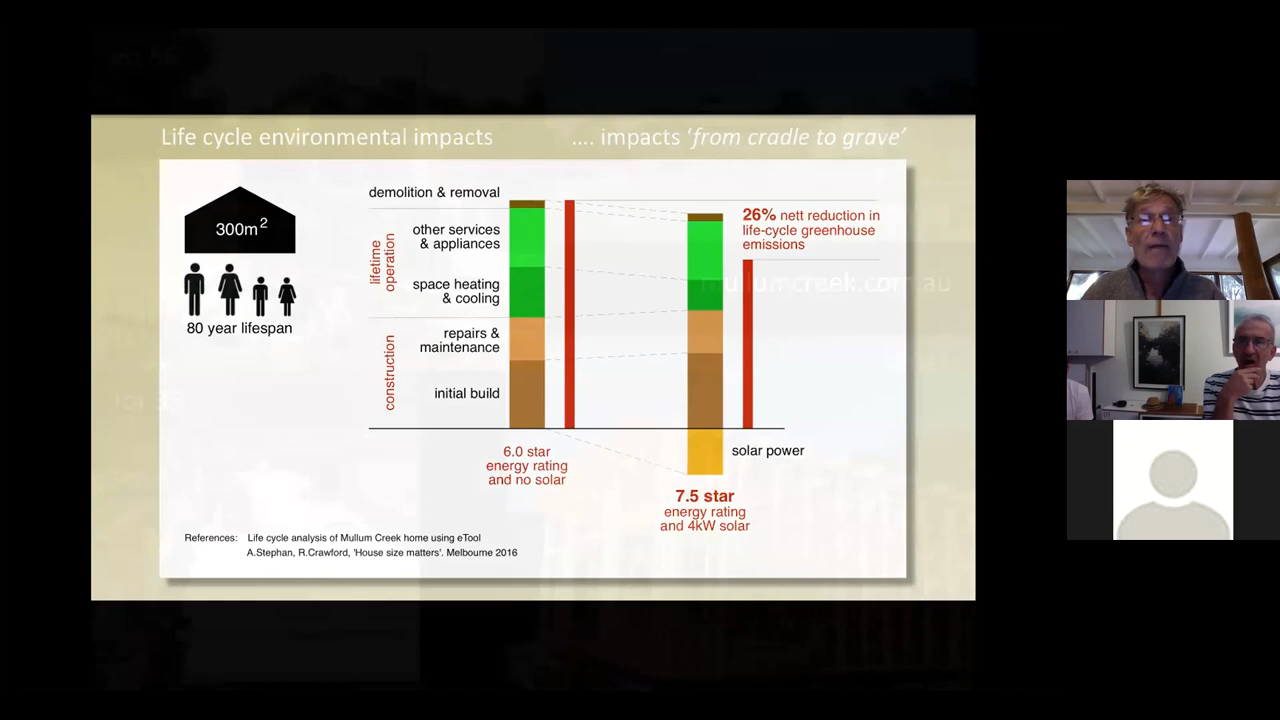 Life cycle environmental impacts
.... impacts ‘from cradle to grave’
300m2
80 year lifespan
demolition & removal
lifetime
operation
other services
& appliances
space heating
& cooling
construction
repairs &
maintenance
initial build
6.0 star
energy rating
and no solar
26% nett reduction in
life-cycle greenhouse
emissions
mullumcreek.com.au
solar power
7.5 star
energy rating
and 4kW solar
References: Life cycle analysis of Mullum Creek home using eTool
A.Stephan, R.Crawford, 'House size matters'. Melbourne 2016